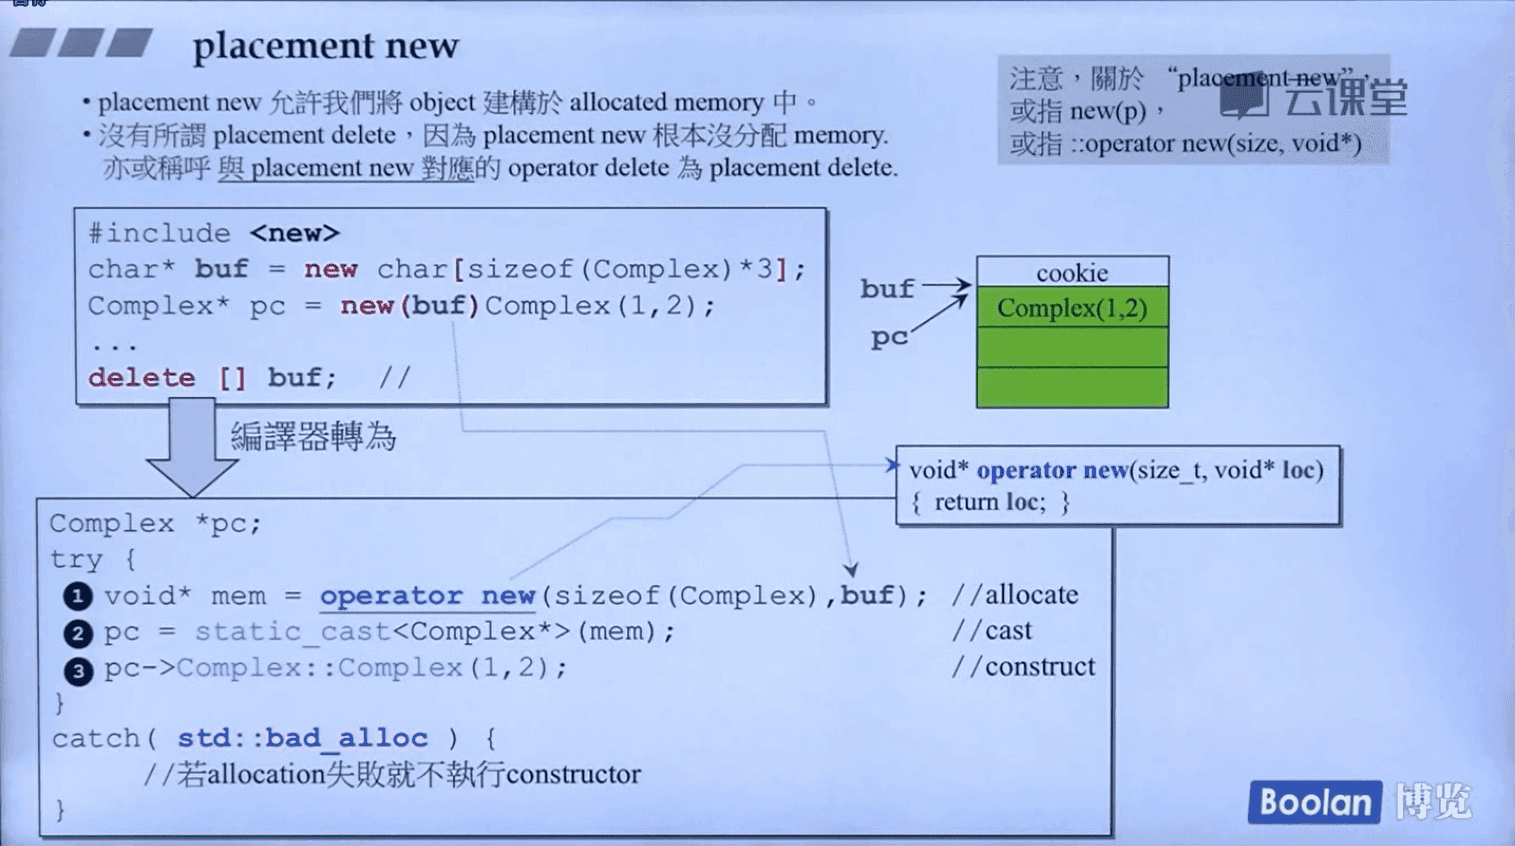 placement new
• placement new 允許我們將 object 建構於 allocated memory 中。
• 沒有所謂 placement delete，因為 placement new 根本沒分配 memory.
亦或稱呼 與 placement new 對應的 operator delete 為 placement delete.
注意，關於 “placement new”，
或指 new(p)，
或指 ::operator new(size, void*)
云课堂
#include <new>
char* buf = new char[sizeof(Complex)*3];
Complex* pc = new(buf)Complex(1,2);
...
delete [] buf; //
buf
pc
cookie
Complex(1,2)
編譯器轉為
void* operator new(size_t, void* loc)
{ return loc; }
Complex *pc;
try {
1 void* mem = operator new(sizeof(Complex),buf); //allocate
2 pc = static_cast<Complex*>(mem); //cast
3 pc->Complex::Complex(1,2); //construct
}
catch( std::bad_alloc ) {
//若allocation失敗就不執行constructor
}
Boolan 博览